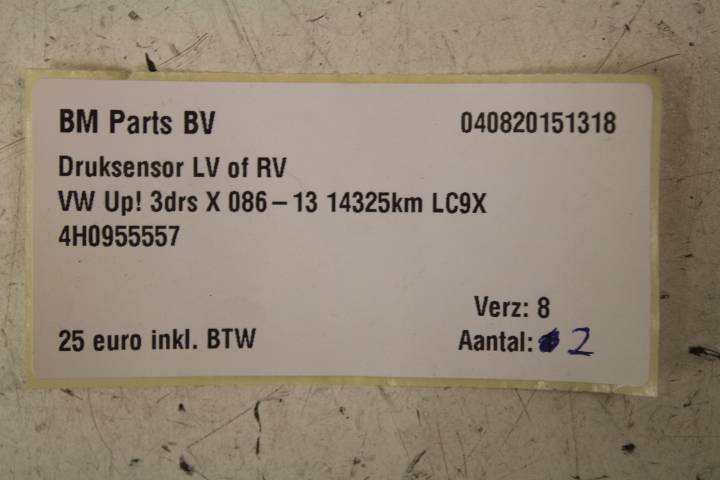 BM Parts BV 040820151318
Druksensor LV of RV
VW Up! 3drs X 086-13 14325km LC9X
4H0955557
Verz: 8
25 euro inkl. BTW Aantal: 2